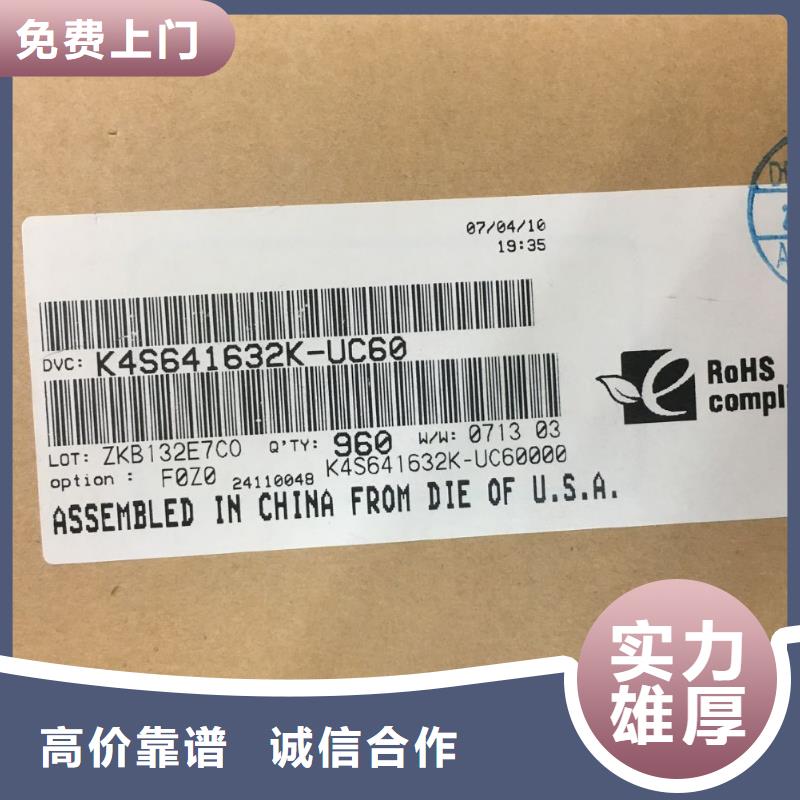 免费上门
07/04/10
19:35
DVC: K4S641632K-UC60
LOT: ZKB132E7C0 Q'TY: 960 W/W: 0713 03
option : F0Z0 24110048 K4S641632K-UC60000
ASSEMBLED IN CHINA FROM DIE OF U.S.A.
RoHS
实力
雄厚
高价靠谱 诚信合作